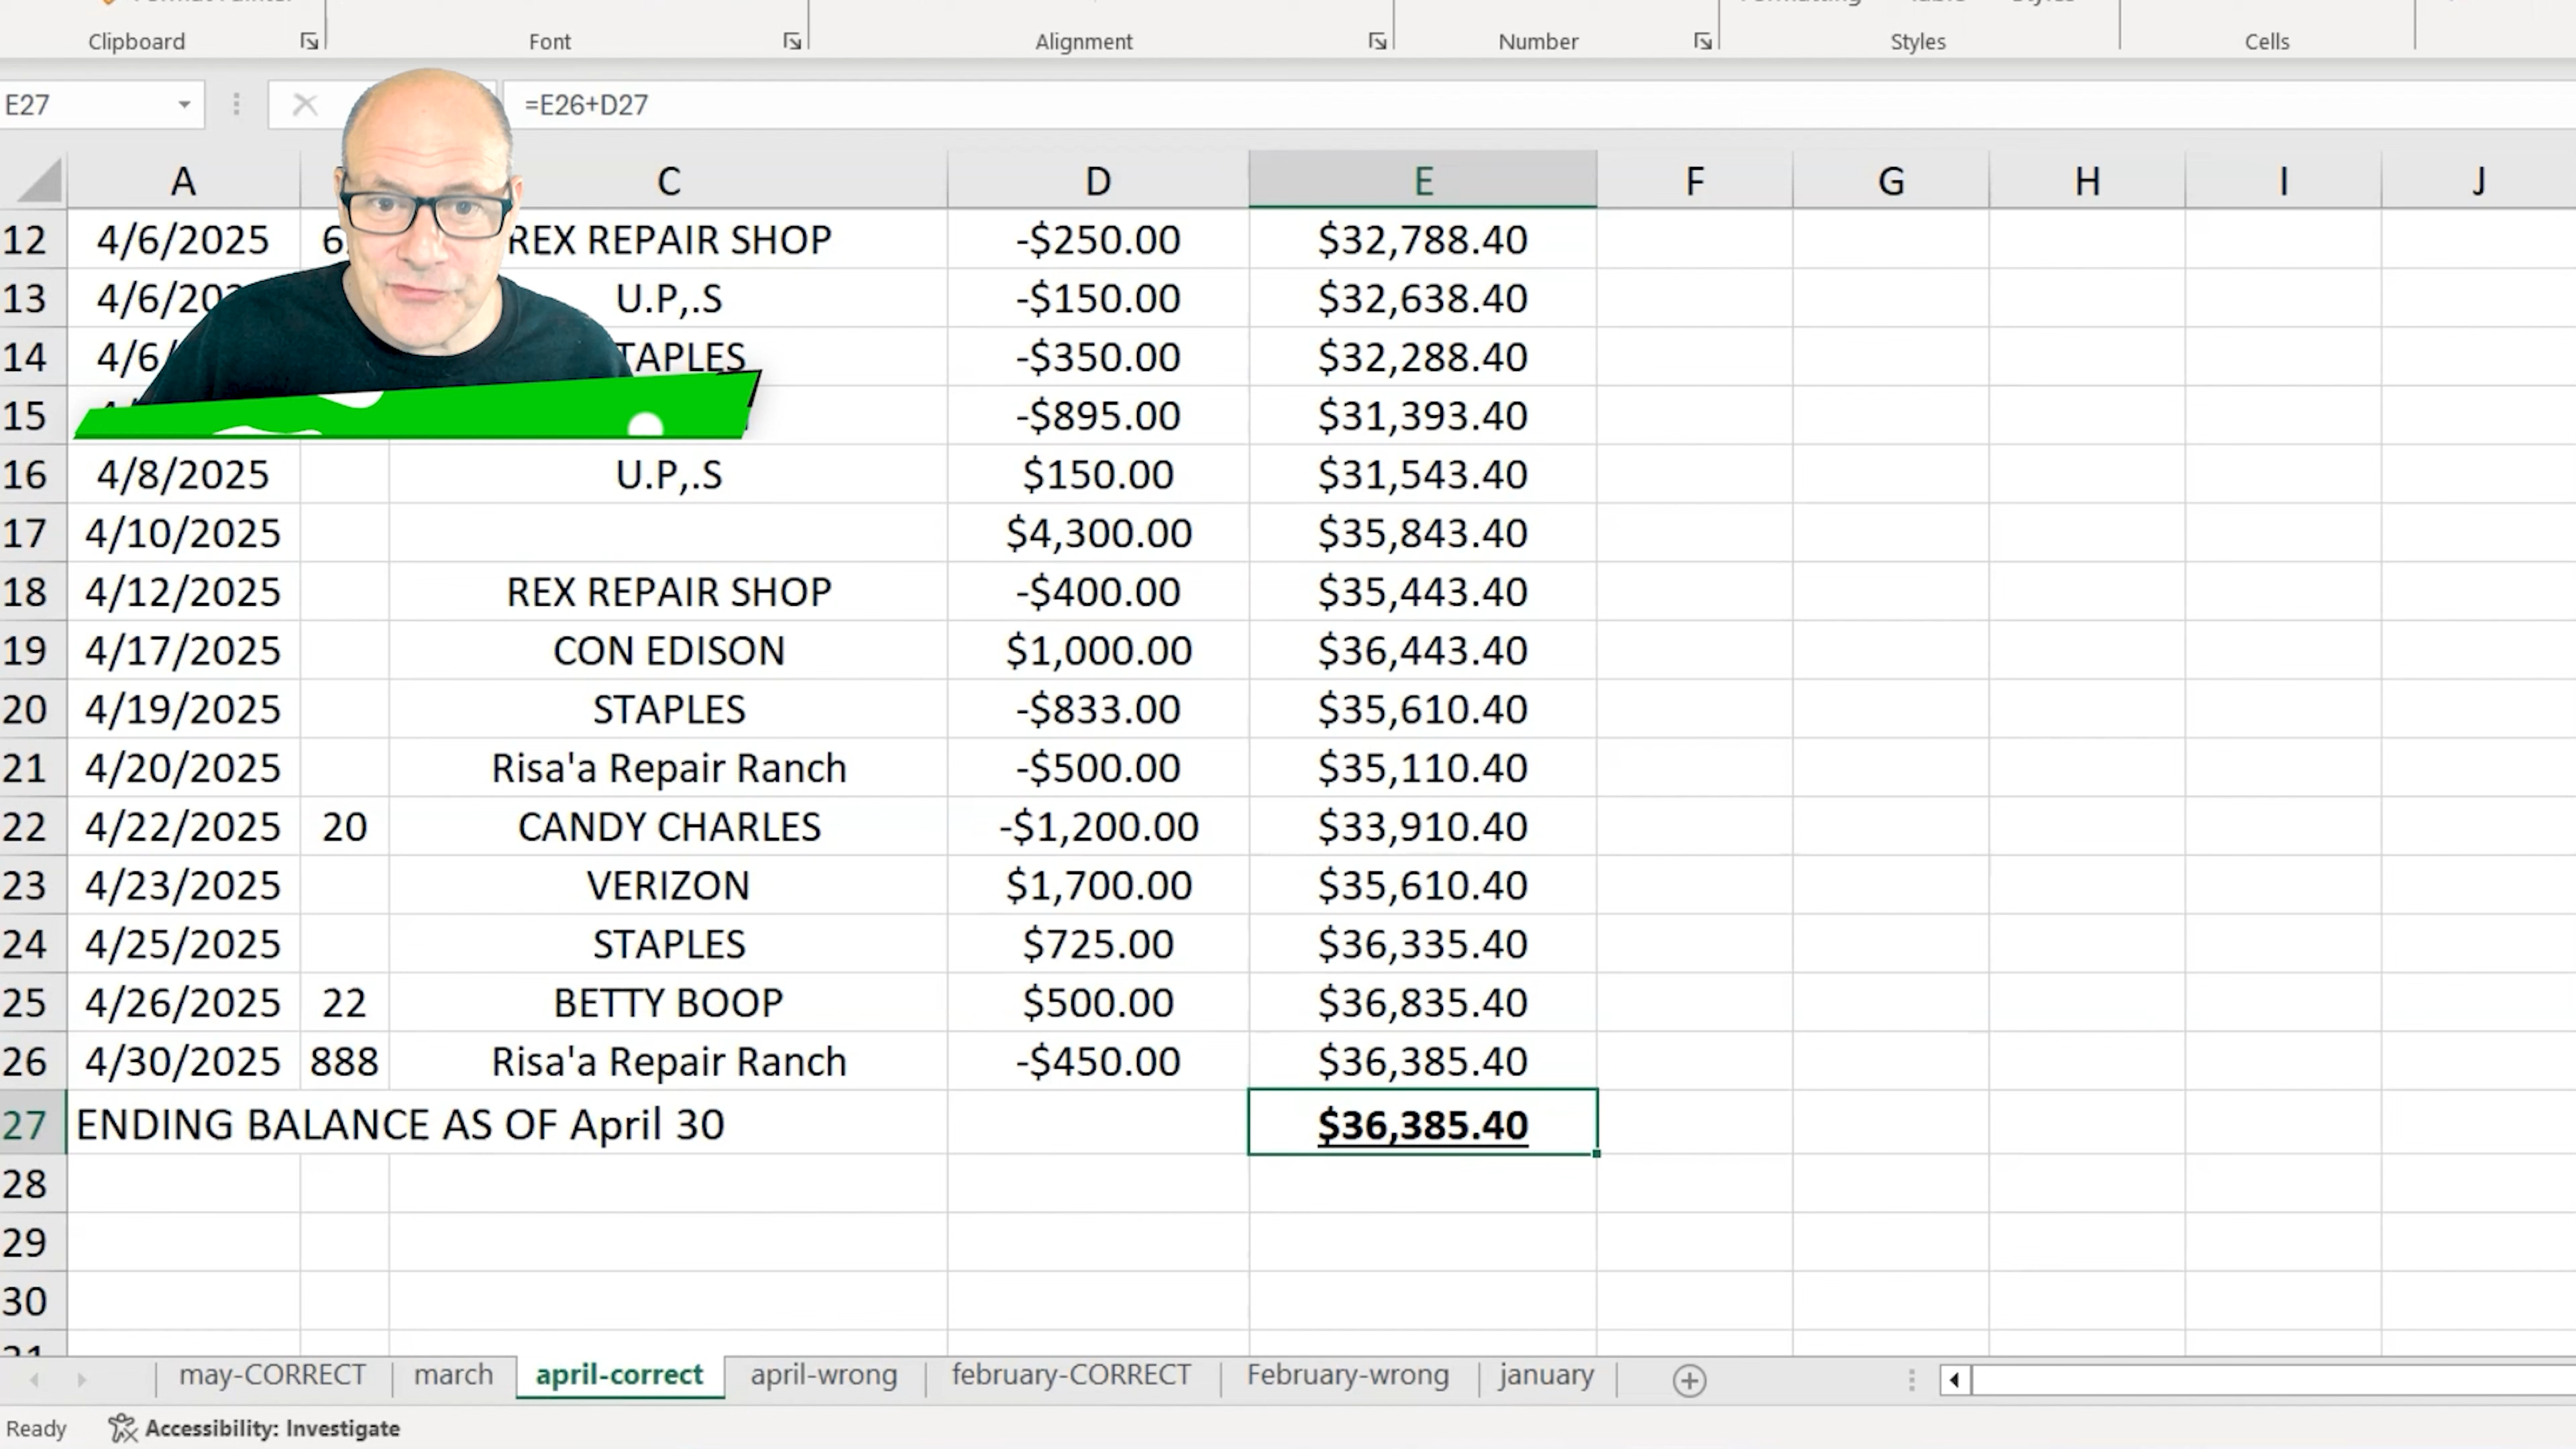 Clipboard Font Alignment Number Styles Cells
E27 =E26+D27
A C D E F G H I J
12 4/6/2025 REX REPAIR SHOP -$250.00 $32,788.40
13 U.P,.S -$150.00 $32,638.40
14 -$350.00 $32,288.40
15 -$895.00 $31,393.40
16 4/8/2025 U.P,.S $150.00 $31,543.40
17 4/10/2025 $4,300.00 $35,843.40
18 4/12/2025 REX REPAIR SHOP -$400.00 $35,443.40
19 4/17/2025 CON EDISON $1,000.00 $36,443.40
20 4/19/2025 STAPLES -$833.00 $35,610.40
21 4/20/2025 Risa'a Repair Ranch -$500.00 $35,110.40
22 4/22/2025 20 CANDY CHARLES -$1,200.00 $33,910.40
23 4/23/2025 VERIZON $1,700.00 $35,610.40
24 4/25/2025 STAPLES $725.00 $36,335.40
25 4/26/2025 22 BETTY BOOP $500.00 $36,835.40
26 4/30/2025 888 Risa'a Repair Ranch -$450.00 $36,385.40
27 ENDING BALANCE AS OF April 30 $36,385.40
28
29
30
may-CORRECT march april-correct april-wrong february-CORRECT February-wrong january
Ready Accessibility: Investigate